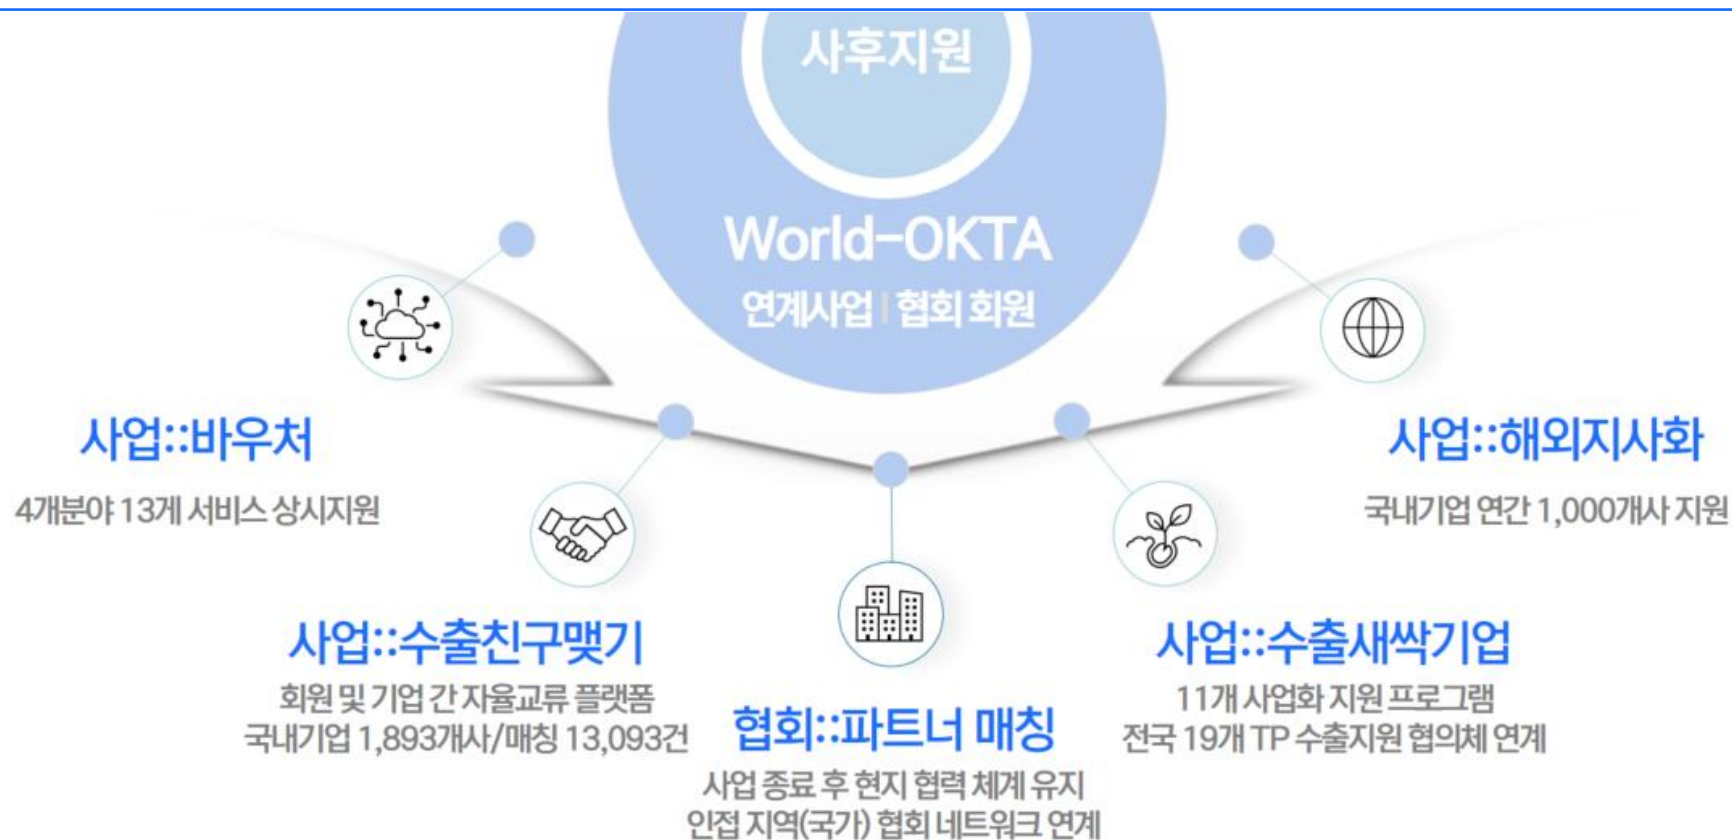 사후지원
World-OKTA
연계사업 | 협회 회원
사업::바우처
4개분야 13게 서비스 상시지원
사업::수출친구맺기
회원 및 기업 간 자율교류 플랫폼
국내기업 1,893개사/매칭 13,093건
협회::파트너 매칭
사업 종료 후 현지 협력 체계 유지
인접 지역(국가) 협회 네트워크 연계
사업::수출새싹기업
11개 사업화 지원 프로그램
전국 19개 TP 수출지원 협의체 연계
사업::해외지사화
국내기업 연간 1,000개사 지원